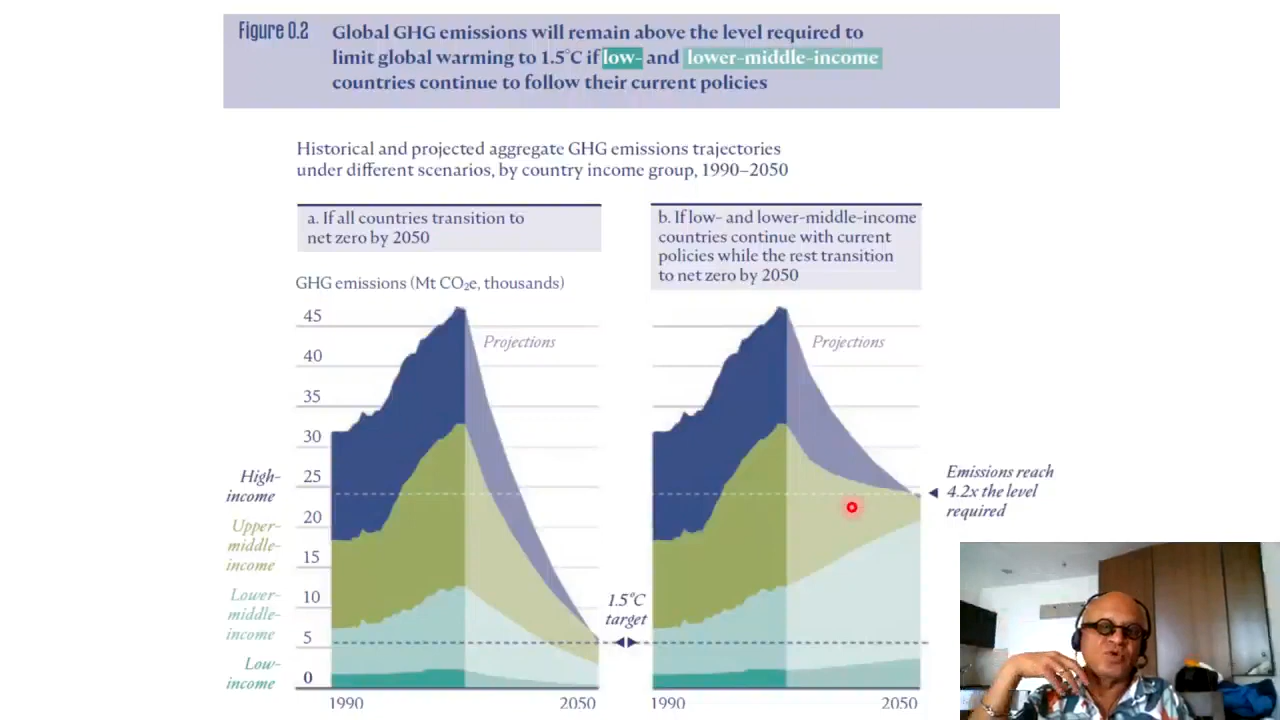 Figure 0.2
Global GHG emissions will remain above the level required to
limit global warming to 1.5°C if low- and lower-middle-income
countries continue to follow their current policies
Historical and projected aggregate GHG emissions trajectories
under different scenarios, by country income group, 1990–2050
a. If all countries transition to
net zero by 2050
GHG emissions (Mt CO₂e, thousands)
45
40
35
30
25
20
15
10
5
0
Projections
High-
income
Upper-
middle-
income
Lower-
middle-
income
Low-
income
1990
2050
1.5°C
target
b. If low- and lower-middle-income
countries continue with current
policies while the rest transition
to net zero by 2050
Projections
Emissions reach
4.2x the level
required
1990
2050